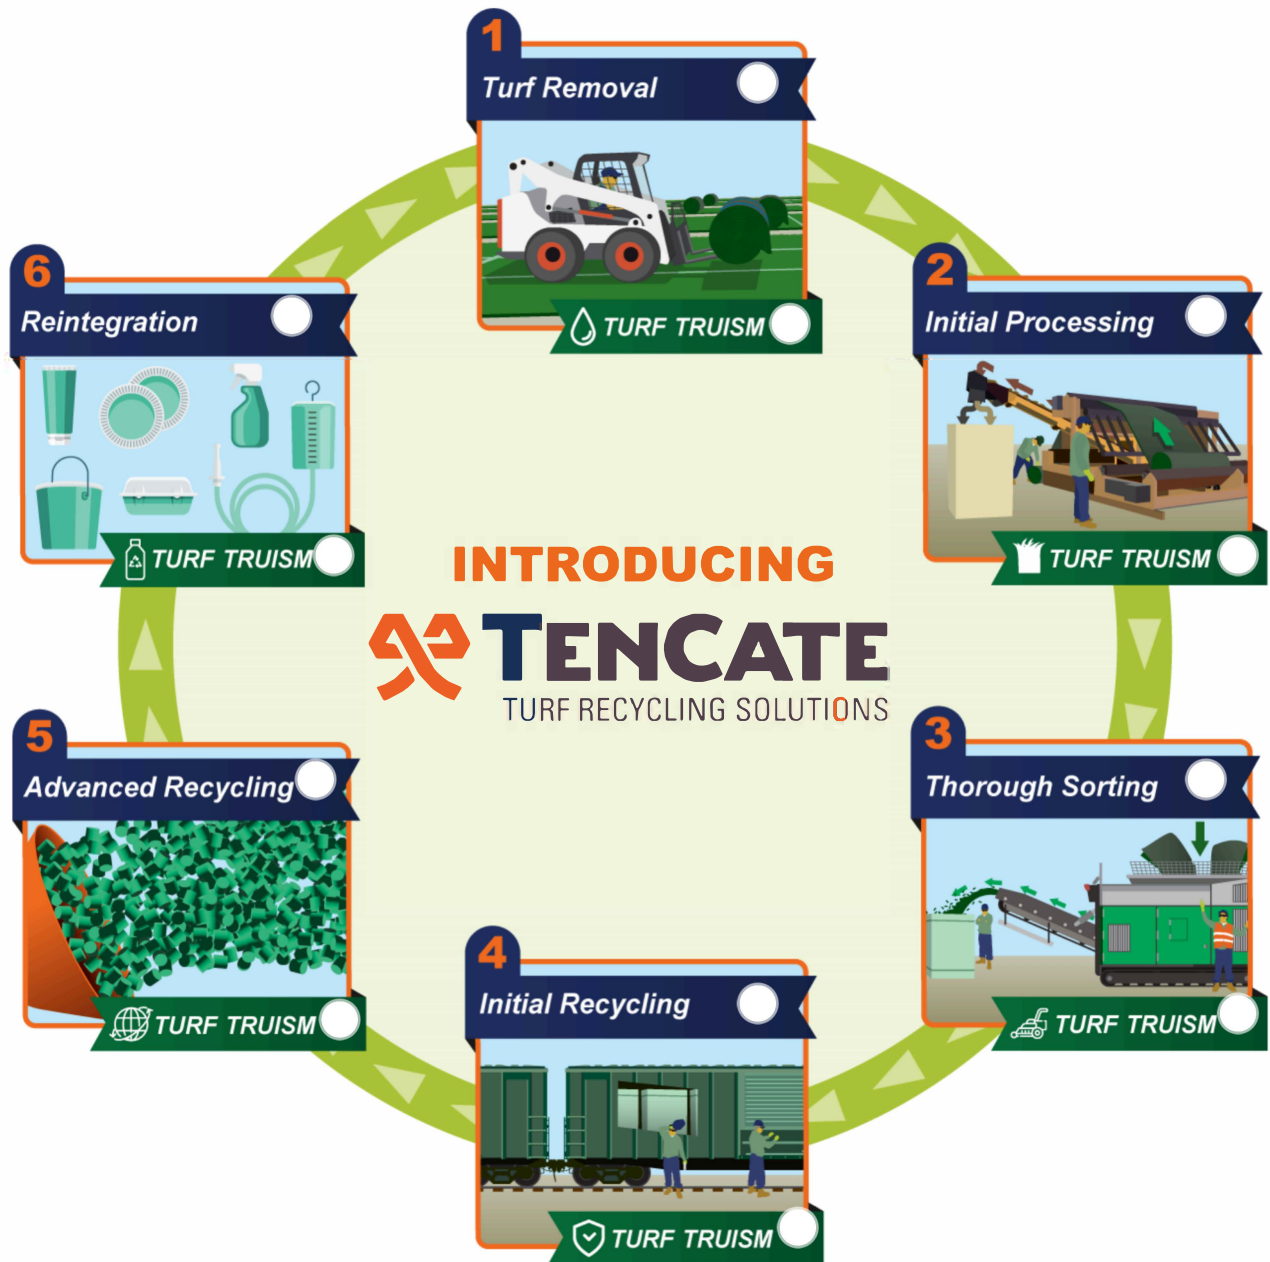 1
Turf Removal
TURF TRUISM
2
Initial Processing
TURF TRUISM
3
Thorough Sorting
TURF TRUISM
4
Initial Recycling
TURF TRUISM
5
Advanced Recycling
TURF TRUISM
6
Reintegration
TURF TRUISM
INTRODUCING
TENCATE
TURF RECYCLING SOLUTIONS